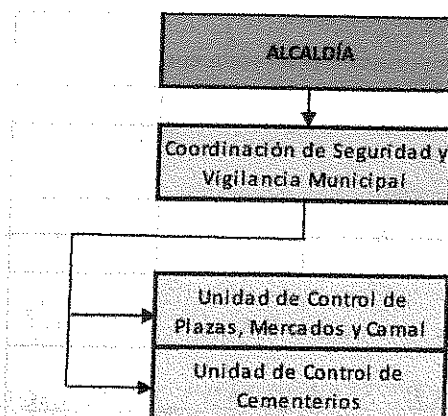 ALCALDÍA
Coordinación de Seguridad y
Vigilancia Municipal
Unidad de Control de
Plazas, Mercados y Camal
Unidad de Control de
Cementerios